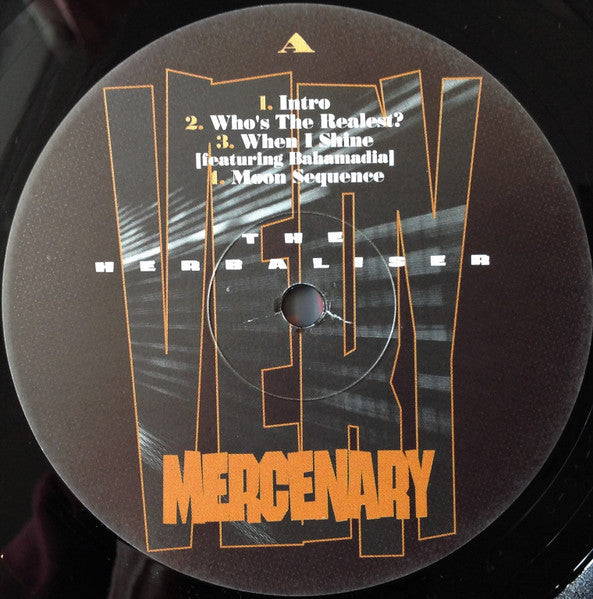 A
1. Intro
2. Who's The Realest?
3. When I Shine
[featuring Bahamadia]
4. Moon Sequence
THE
HERBALISER
VERY
MERCENARY